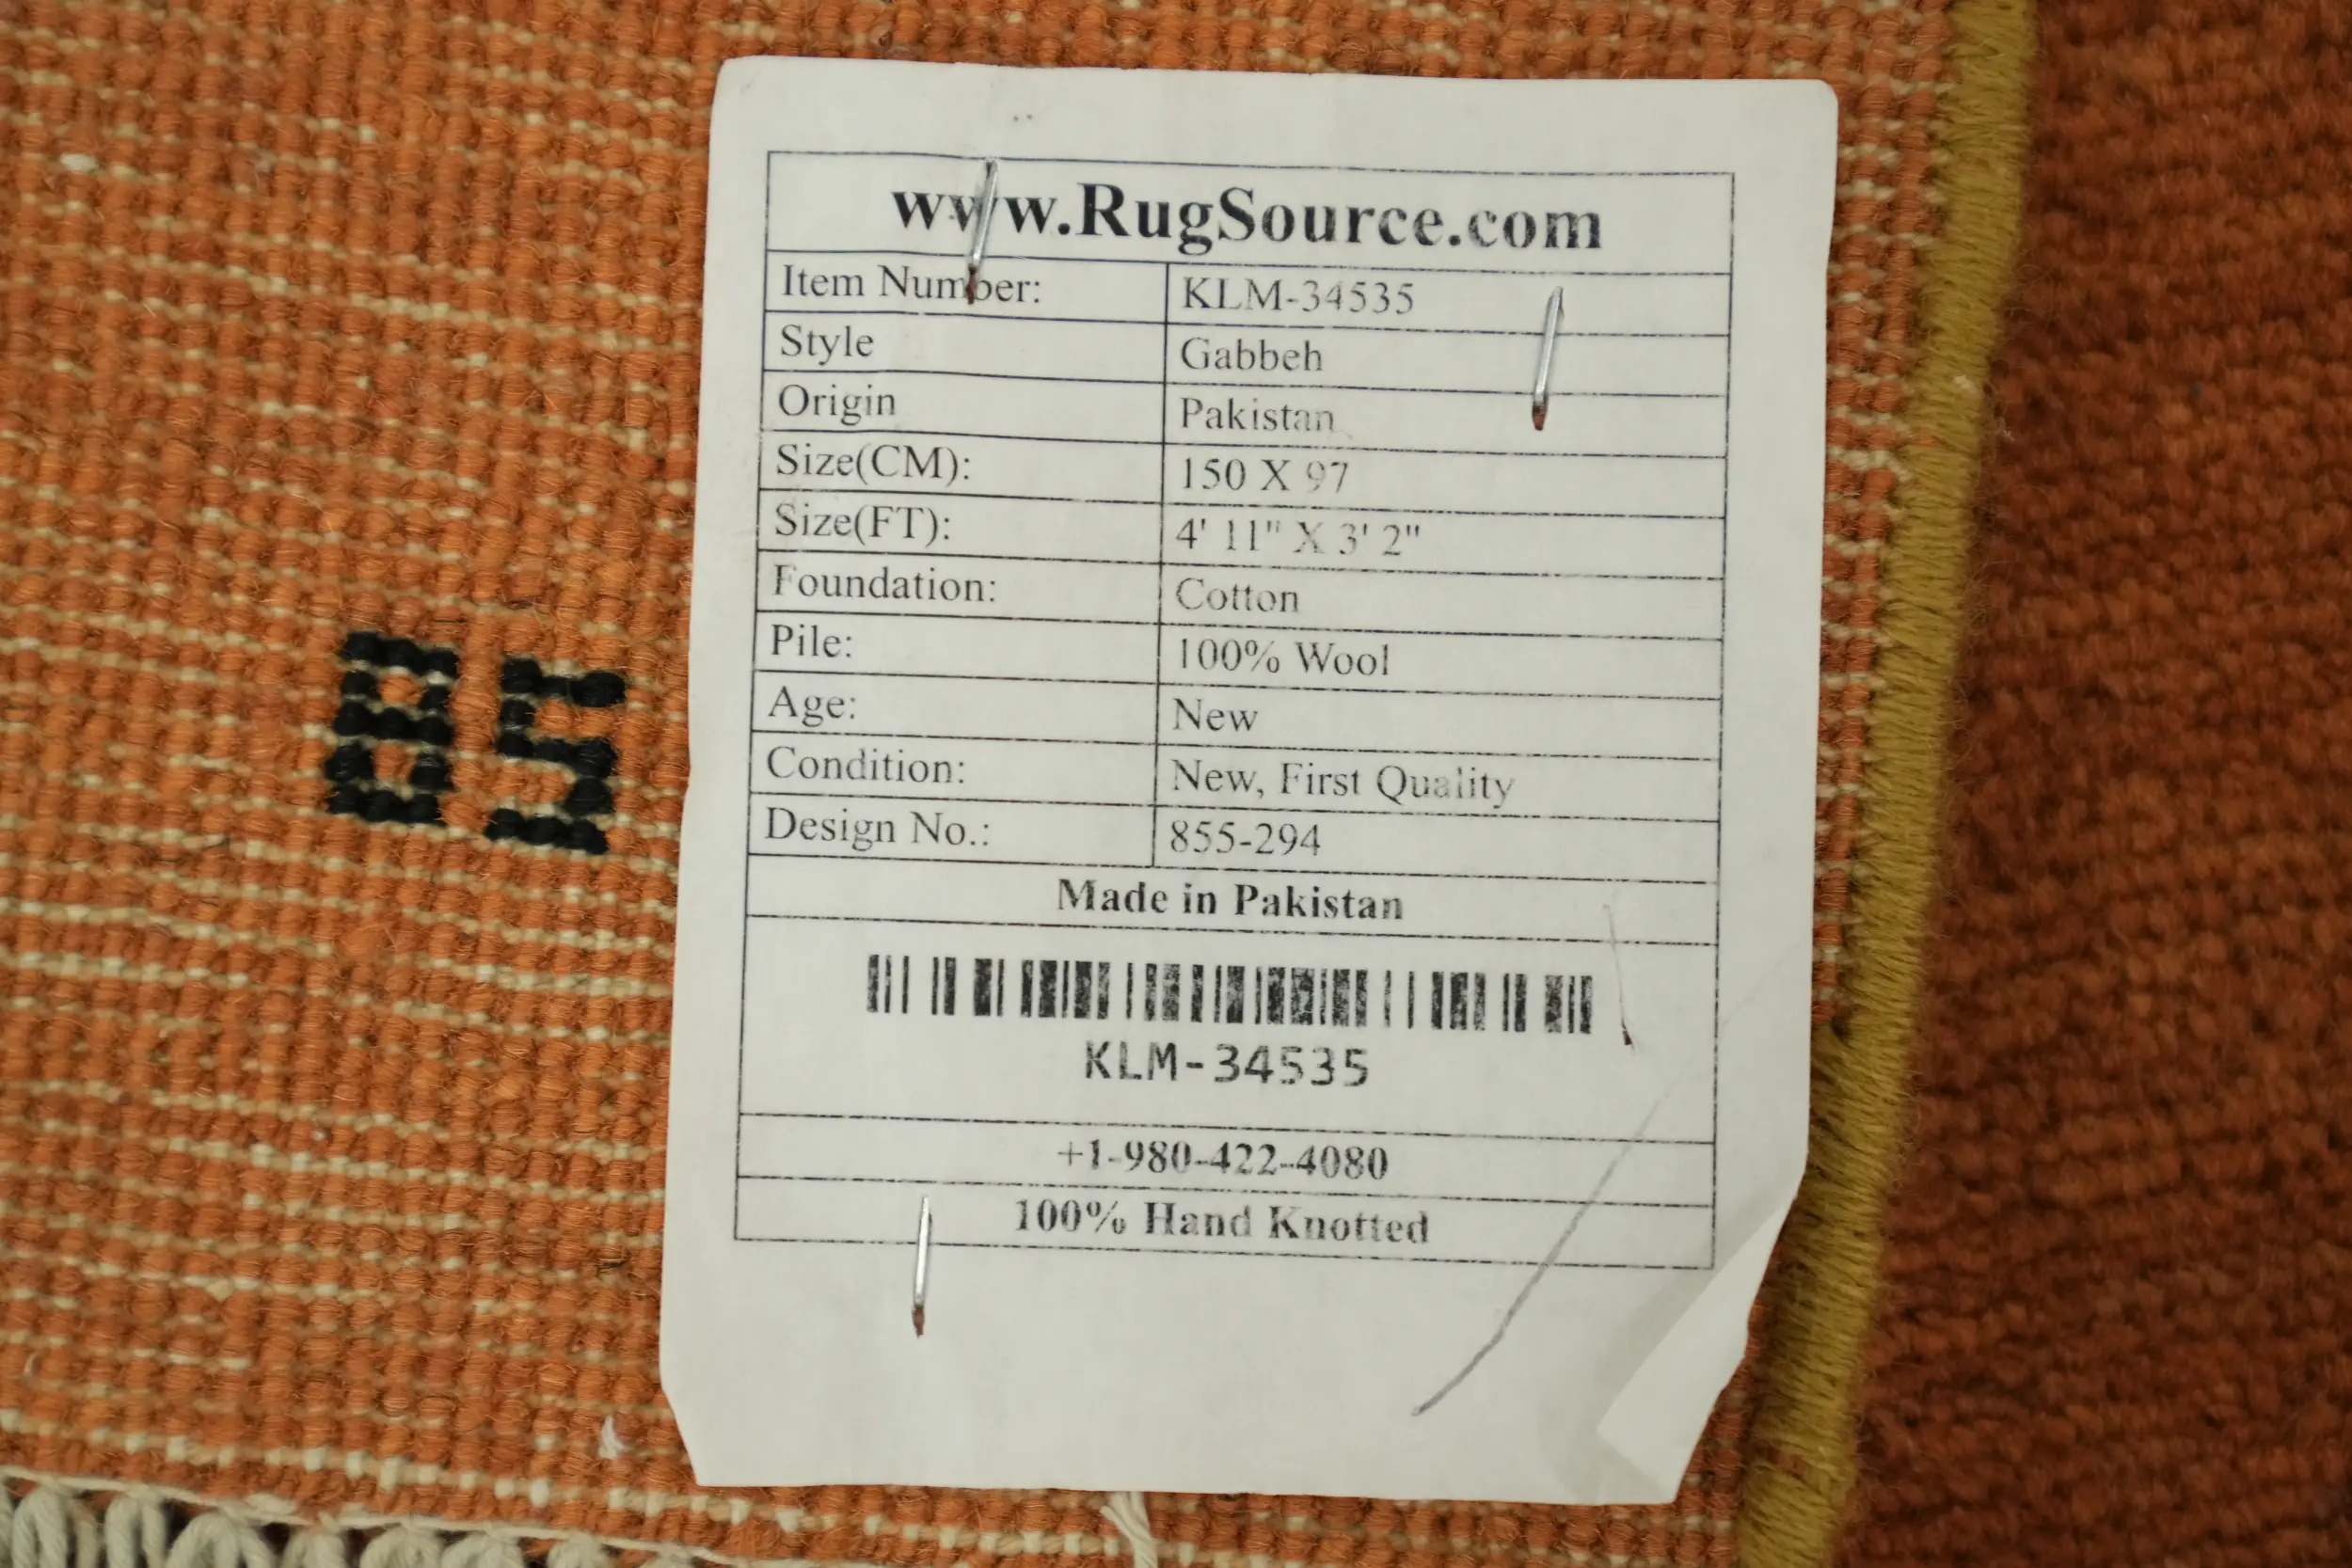 www.RugSource.com
Item Number: KLM-34535
Style Gabbeh
Origin Pakistan
Size(CM): 150 X 97
Size(FT): 4' 11" X 3' 2"
Foundation: Cotton
Pile: 100% Wool
Age: New
Condition: New, First Quality
Design No.: 855-294
Made in Pakistan
KLM-34535
+1-980-422-4080
100% Hand Knotted
85